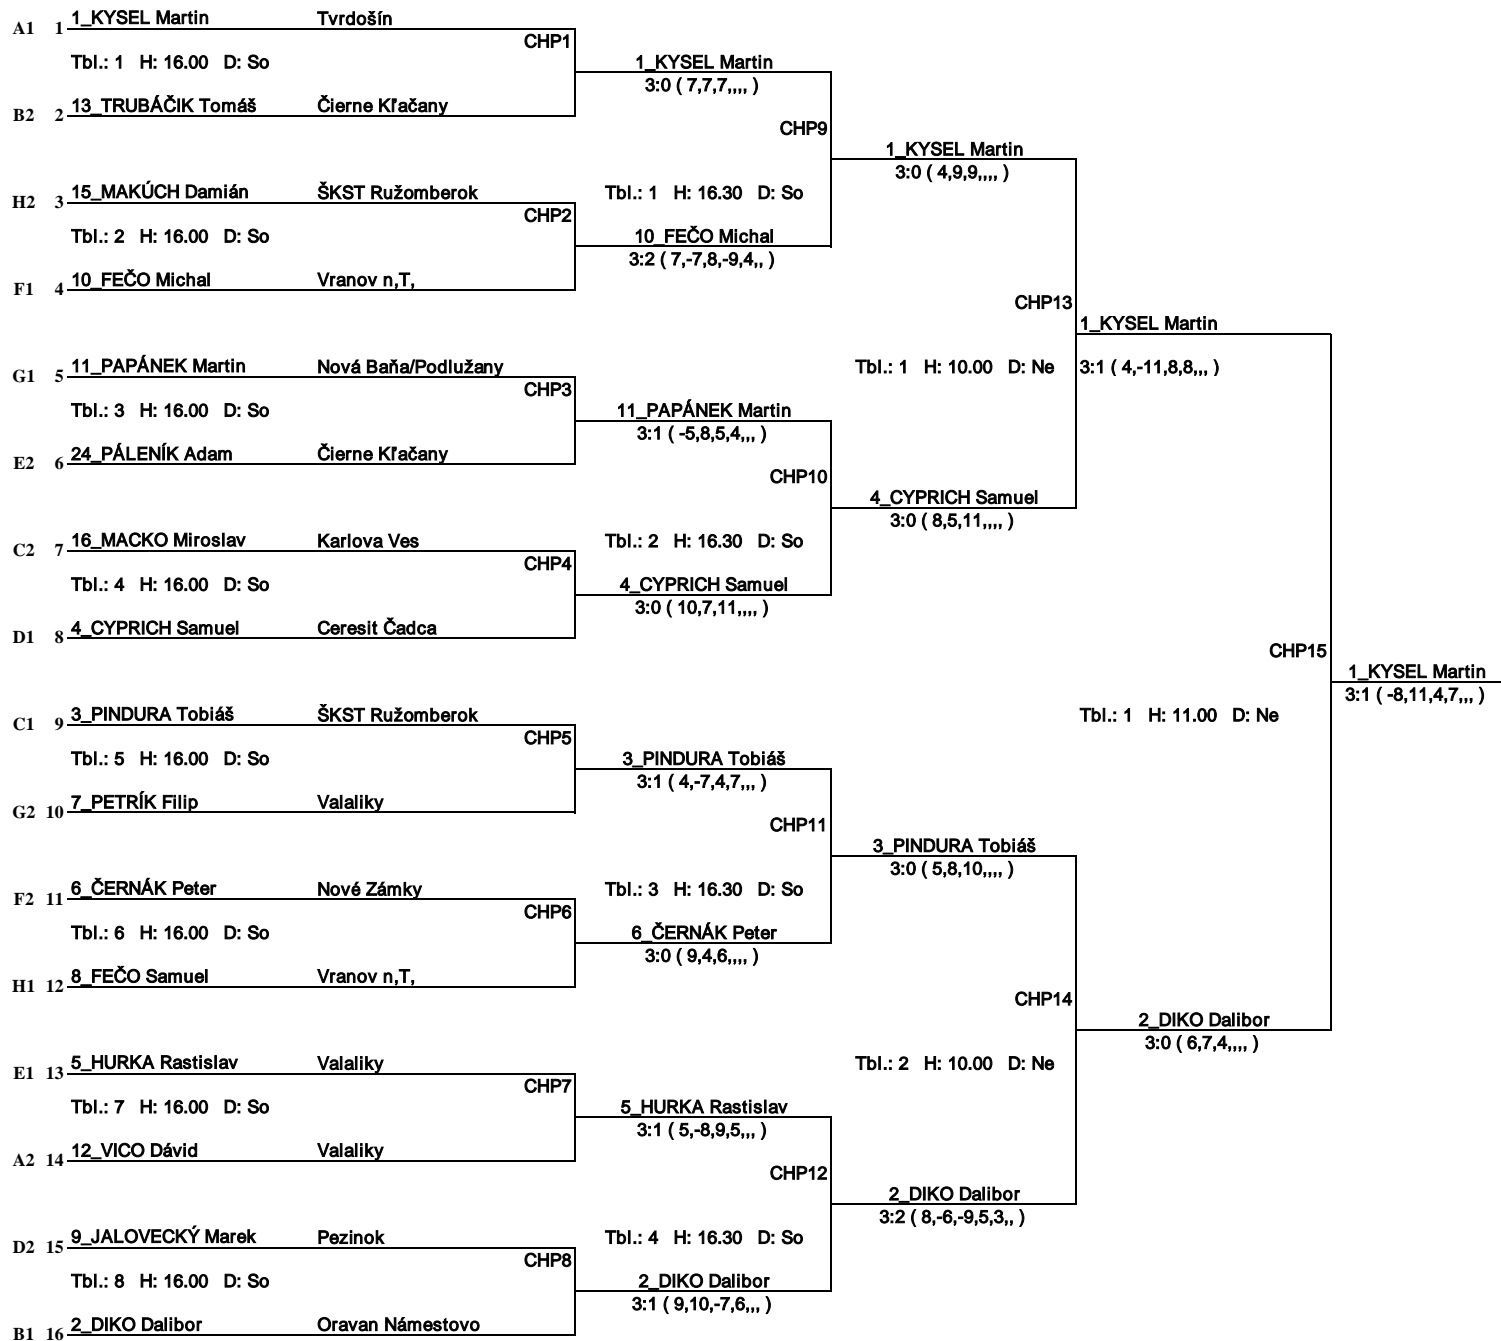 A1 1 1_KYSEL Martin Tvrdošín
CHP1
Tbl.: 1 H: 16.00 D: So
1_KYSEL Martin
3:0 ( 7,7,7,,,, )
B2 2 13_TRUBÁČIK Tomáš Čierne Kľačany
CHP9
1_KYSEL Martin
3:0 ( 4,9,9,,,, )
H2 3 15_MAKÚCH Damián ŠKST Ružomberok
Tbl.: 1 H: 16.30 D: So
CHP2
Tbl.: 2 H: 16.00 D: So
10_FEČO Michal
3:2 ( 7,-7,8,-9,4,, )
F1 4 10_FEČO Michal Vranov n,T,
CHP13
1_KYSEL Martin
G1 5 11_PAPÁNEK Martin Nová Baňa/Podlužany
Tbl.: 1 H: 10.00 D: Ne
3:1 ( 4,-11,8,8,,, )
CHP3
Tbl.: 3 H: 16.00 D: So
11_PAPÁNEK Martin
3:1 ( -5,8,5,4,,, )
E2 6 24_PÁLENÍK Adam Čierne Kľačany
CHP10
4_CYPRICH Samuel
3:0 ( 8,5,11,,,, )
C2 7 16_MACKO Miroslav Karlova Ves
Tbl.: 2 H: 16.30 D: So
CHP4
Tbl.: 4 H: 16.00 D: So
4_CYPRICH Samuel
3:0 ( 10,7,11,,,, )
D1 8 4_CYPRICH Samuel Ceresit Čadca
CHP15
1_KYSEL Martin
3:1 ( -8,11,4,7,,, )
C1 9 3_PINDURA Tobiáš ŠKST Ružomberok
Tbl.: 1 H: 11.00 D: Ne
CHP5
Tbl.: 5 H: 16.00 D: So
3_PINDURA Tobiáš
3:1 ( 4,-7,4,7,,, )
G2 10 7_PETRÍK Filip Valaliky
CHP11
3_PINDURA Tobiáš
3:0 ( 5,8,10,,,, )
F2 11 6_ČERNÁK Peter Nové Zámky
Tbl.: 3 H: 16.30 D: So
CHP6
Tbl.: 6 H: 16.00 D: So
6_ČERNÁK Peter
3:0 ( 9,4,6,,,, )
H1 12 8_FEČO Samuel Vranov n,T,
CHP14
2_DIKO Dalibor
3:0 ( 6,7,4,,,, )
E1 13 5_HURKA Rastislav Valaliky
Tbl.: 2 H: 10.00 D: Ne
CHP7
Tbl.: 7 H: 16.00 D: So
5_HURKA Rastislav
3:1 ( 5,-8,9,5,,, )
A2 14 12_VICO Dávid Valaliky
CHP12
2_DIKO Dalibor
3:2 ( 8,-6,-9,5,3,, )
D2 15 9_JALOVECKÝ Marek Pezinok
Tbl.: 4 H: 16.30 D: So
CHP8
Tbl.: 8 H: 16.00 D: So
2_DIKO Dalibor
3:1 ( 9,10,-7,6,,, )
B1 16 2_DIKO Dalibor Oravan Námestovo